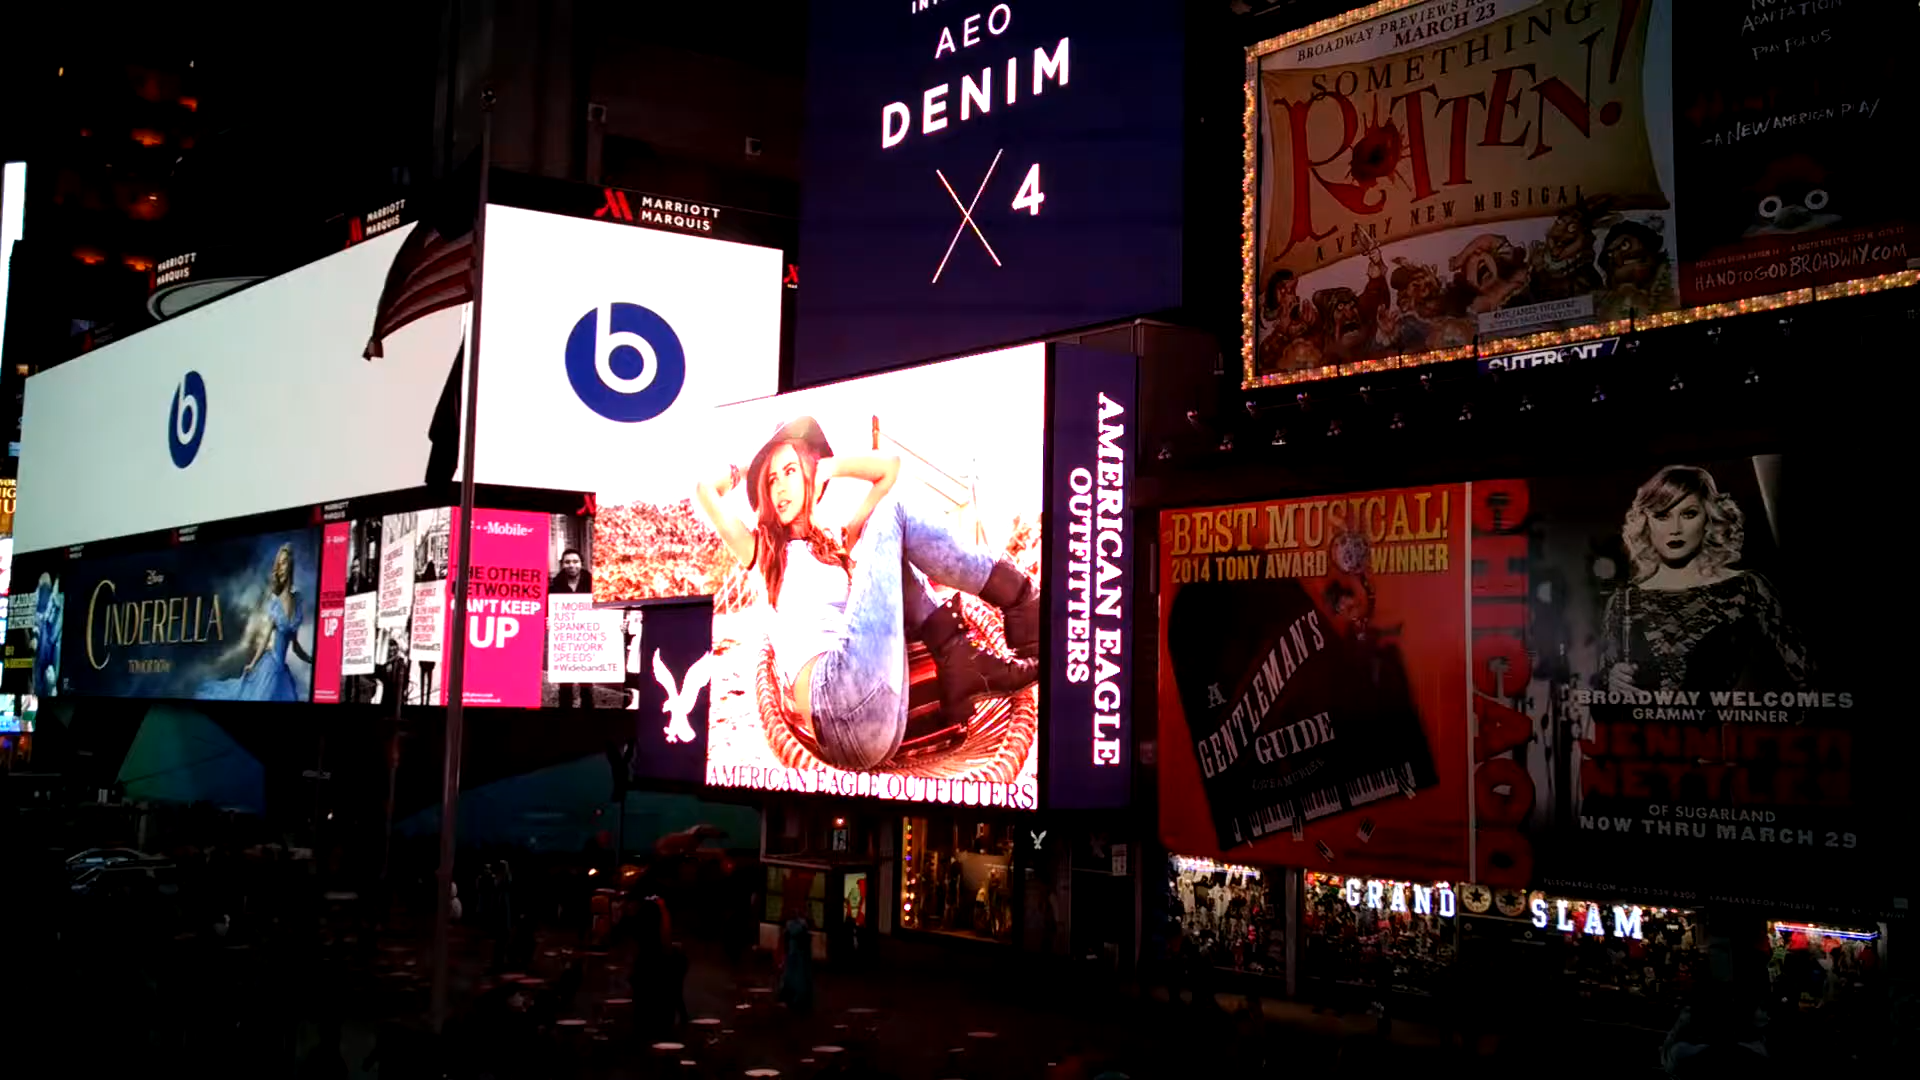 AEO
DENIM
X 4
BROADWAY PREVIEWS
MARCH 23
SOMETHING
ROTTEN!
A VERY NEW MUSICAL
ADAPTATION
-A NEW AMERICAN PLAY
HANDTOGODBROADWAY.COM
MARRIOTT
MARQUIS
MARRIOTT
MARQUIS
MARRIOTT
MARQUIS
b
b
AMERICAN EAGLE
OUTFITTERS
AMERICAN EAGLE OUTFITTERS
Disney
CINDERELLA
T-Mobile
THE OTHER
NETWORKS
CAN'T KEEP
UP
UP
T-MOBILE
JUST
SPANKED
VERIZON'S
NETWORK
SPEEDS
#WidebandLTE
BEST MUSICAL!
2014 TONY AWARD WINNER
A
GENTLEMAN'S
GUIDE
CHICAGO
BROADWAY WELCOMES
GRAMMY WINNER
JENNIFER
NETTLES
OF SUGARLAND
NOW THRU MARCH 29
GRAND SLAM